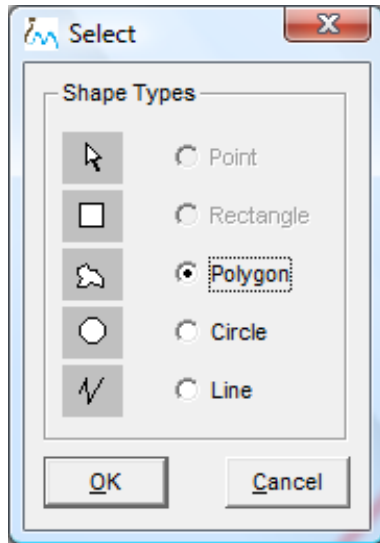 Select
Shape Types
Point
Rectangle
Polygon
Circle
Line
OK
Cancel